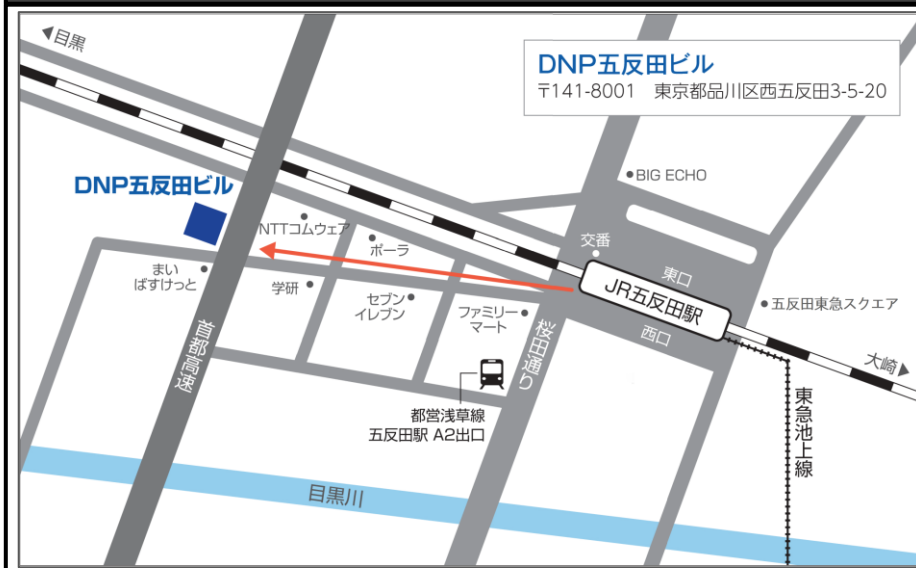 ◀目黒
DNP五反田ビル
〒141-8001　東京都品川区西五反田3-5-20
BIG ECHO
DNP五反田ビル
NTTコムウェア
ポーラ
交番
東口
JR五反田駅
西口
五反田東急スクエア
まい
ばすけっと
学研
セブン
イレブン
ファミリー
マート
桜田通り
首都高速
大崎▶
都営浅草線
五反田駅 A2出口
東急池上線
目黒川